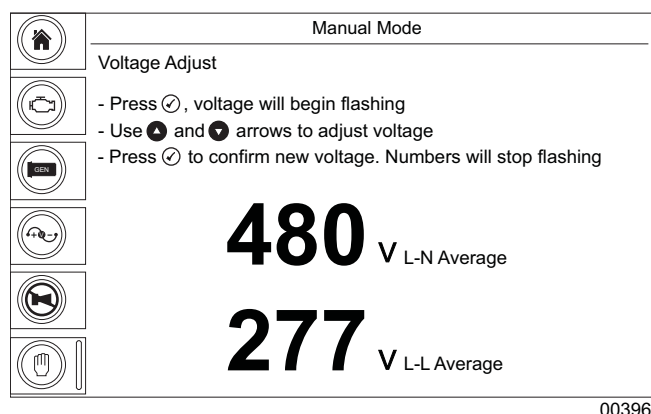 Manual Mode
Voltage Adjust
- Press ✓, voltage will begin flashing
- Use ▲ and ▼ arrows to adjust voltage
- Press ✓ to confirm new voltage. Numbers will stop flashing
GEN
480 V L-N Average
277 V L-L Average
00396